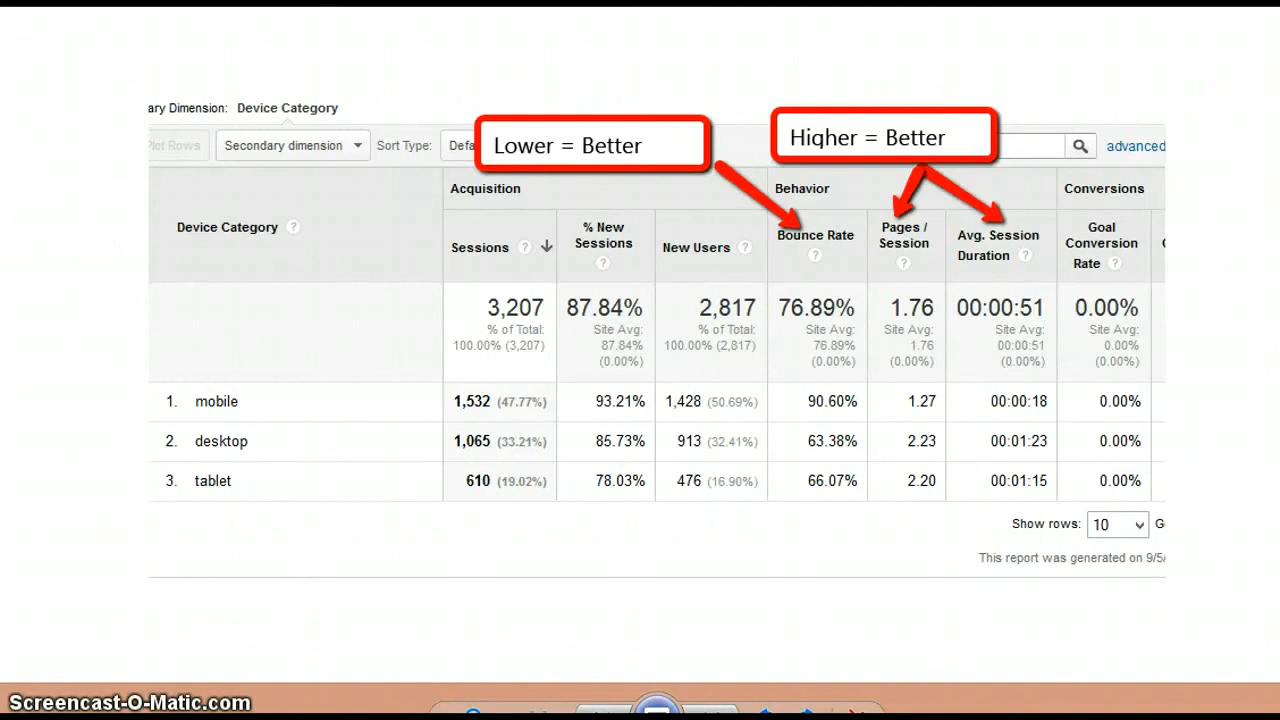 ary Dimension: Device Category
Plot Rows Secondary dimension Sort Type: Defa advanced
Lower = Better
Higher = Better
Acquisition Behavior Conversions
Device Category ?
Sessions ?
% New
Sessions
?
New Users ?
Bounce Rate
?
Pages /
Session
?
Avg. Session
Duration ?
Goal
Conversion
Rate ?
3,207 87.84% 2,817 76.89% 1.76 00:00:51 0.00%
% of Total: Site Avg: % of Total: Site Avg: Site Avg: Site Avg: Site Avg:
100.00% (3,207) 87.84% 100.00% (2,817) 76.89% 1.76 00:00:51 0.00%
(0.00%) (0.00%) (0.00%) (0.00%) (0.00%)
1. mobile 1,532 (47.77%) 93.21% 1,428 (50.69%) 90.60% 1.27 00:00:18 0.00%
2. desktop 1,065 (33.21%) 85.73% 913 (32.41%) 63.38% 2.23 00:01:23 0.00%
3. tablet 610 (19.02%) 78.03% 476 (16.90%) 66.07% 2.20 00:01:15 0.00%
Show rows: 10 G
This report was generated on 9/5/
Screencast-O-Matic.com